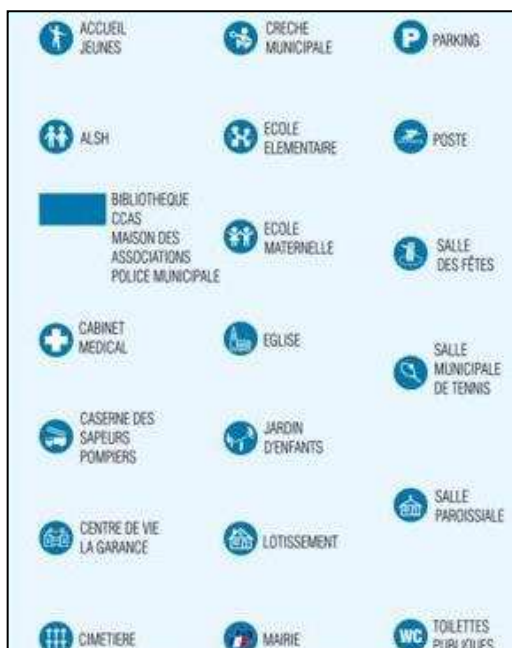 ACCUEIL
JEUNES
ALSH
BIBLIOTHEQUE
CCAS
MAISON DES
ASSOCIATIONS
POLICE MUNICIPALE
CABINET
MEDICAL
CASERNE DES
SAPEURS
POMPIERS
CENTRE DE VIE
LA GARANCE
CIMETIERE
CRECHE
MUNICIPALE
ECOLE
ELEMENTAIRE
ECOLE
MATERNELLE
EGLISE
JARDIN
D'ENFANTS
LOTISSEMENT
MAIRIE
P PARKING
POSTE
SALLE
DES FÊTES
SALLE
MUNICIPALE
DE TENNIS
SALLE
PAROISSIALE
WC TOILETTES
PUBLIQUES